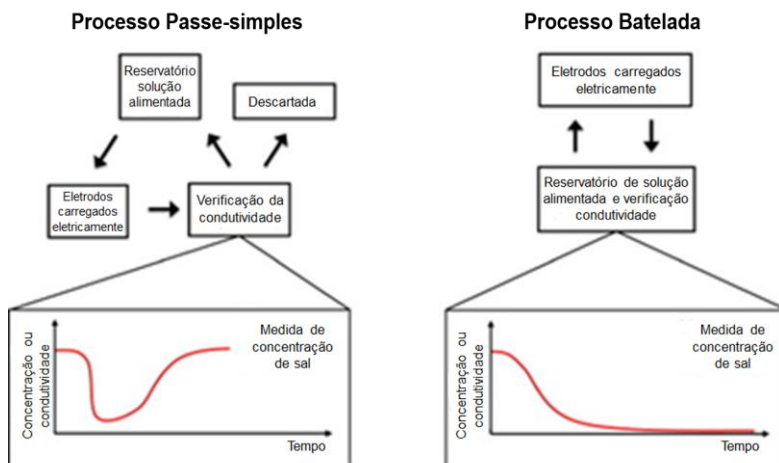 Processo Passe-simples
Reservatório
solução
alimentada
Descartada
Eletrodos
carregados
eletricamente
Verificação da
condutividade
Concentração ou
condutividade
Medida de
concentração
de sal
Tempo
Processo Batelada
Eletrodos carregados
eletricamente
Reservatório de solução
alimentada e verificação
condutividade
Concentração ou
condutividade
Medida de
concentração
de sal
Tempo